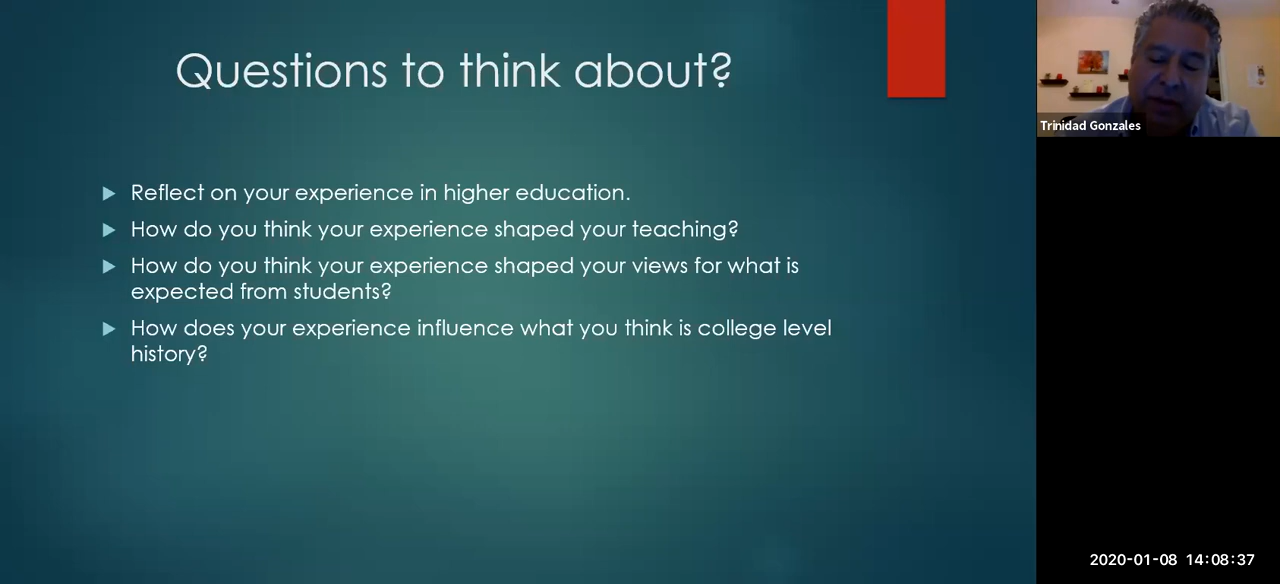 Questions to think about?
Reflect on your experience in higher education.
How do you think your experience shaped your teaching?
How do you think your experience shaped your views for what is
expected from students?
How does your experience influence what you think is college level
history?
Trinidad Gonzales
2020-01-08 14:08:37